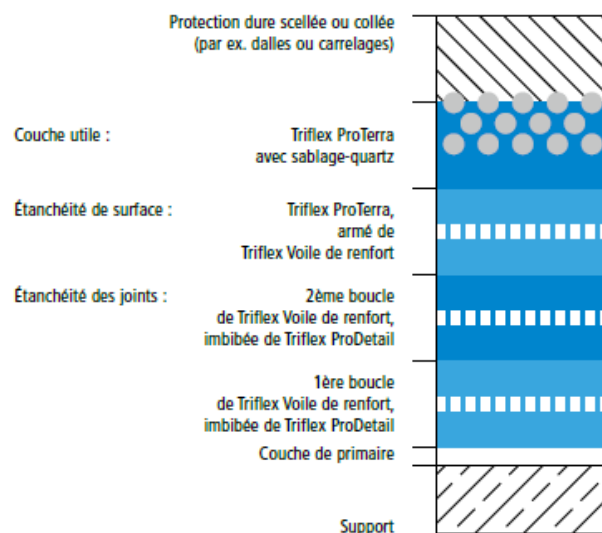 Protection dure scellée ou collée
(par ex. dalles ou carrelages)
Couche utile : Triflex ProTerra
avec sablage-quartz
Étanchéité de surface : Triflex ProTerra,
armé de
Triflex Voile de renfort
Étanchéité des joints : 2ème boucle
de Triflex Voile de renfort,
imbibée de Triflex ProDetail
1ère boucle
de Triflex Voile de renfort,
imbibée de Triflex ProDetail
Couche de primaire
Support